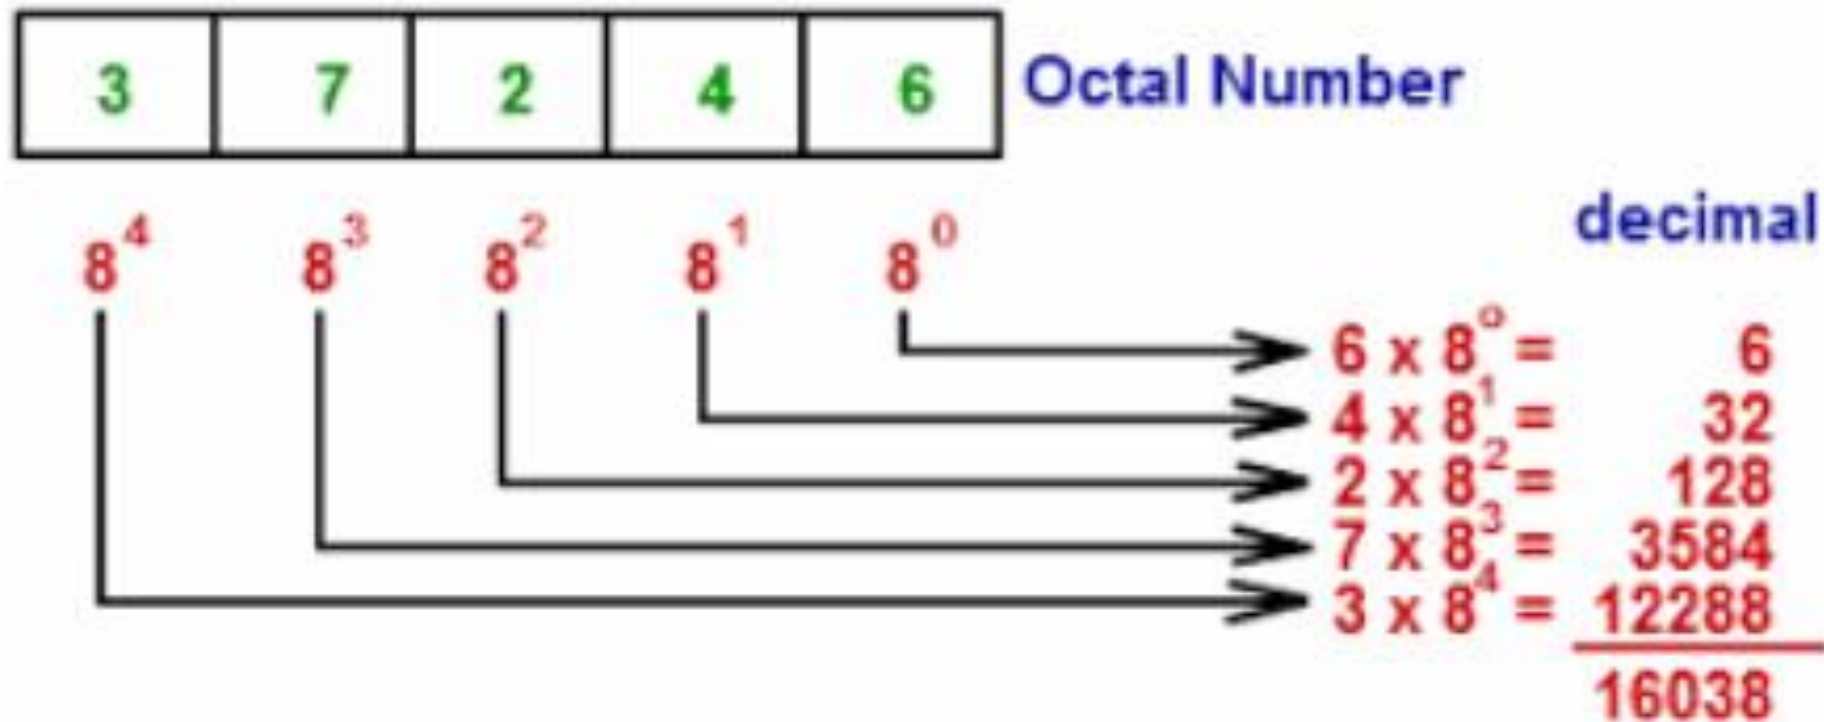 3 7 2 4 6 Octal Number
decimal
8⁴ 8³ 8² 8¹ 8⁰
6 x 8⁰ = 6
4 x 8¹ = 32
2 x 8² = 128
7 x 8³ = 3584
3 x 8⁴ = 12288
16038